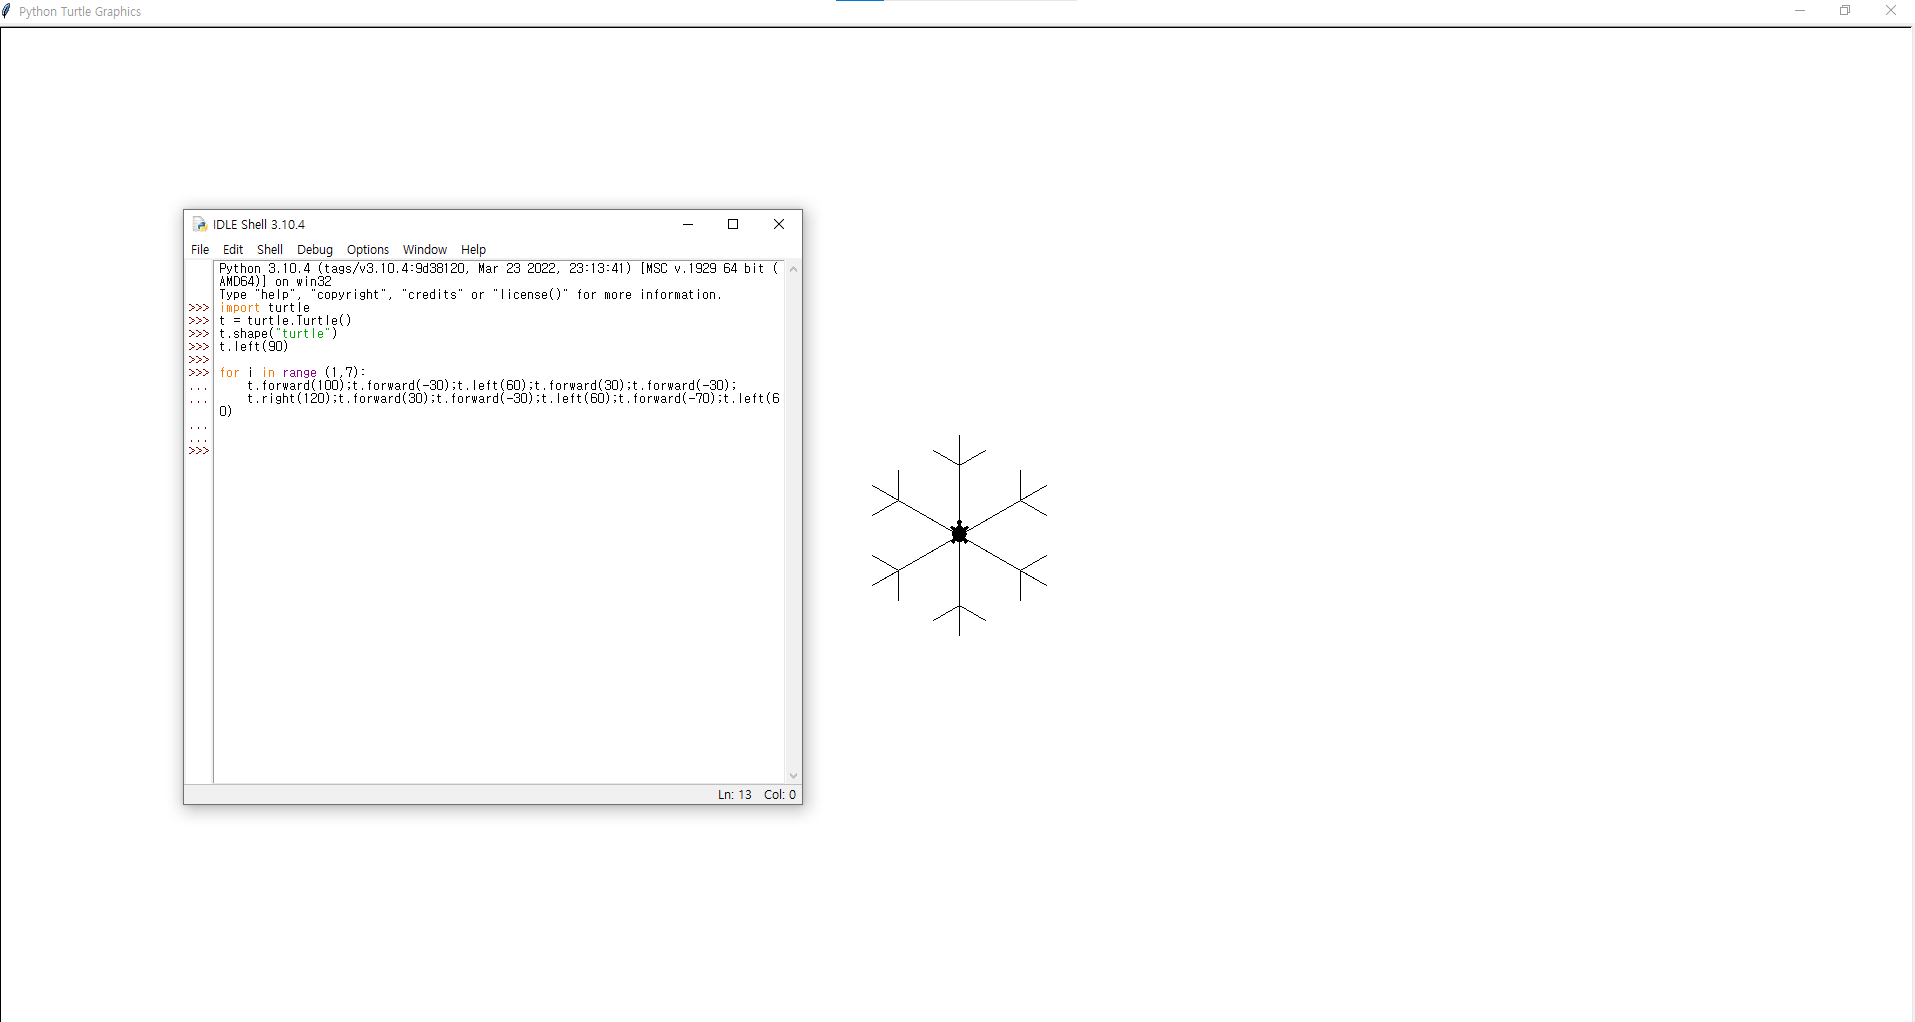 Python Turtle Graphics
IDLE Shell 3.10.4
File Edit Shell Debug Options Window Help
Python 3.10.4 (tags/v3.10.4:9d38120, Mar 23 2022, 23:13:41) [MSC v.1929 64 bit (
AMD64)] on win32
Type "help", "copyright", "credits" or "license()" for more information.
>>> import turtle
>>> t = turtle.Turtle()
>>> t.shape("turtle")
>>> t.left(90)
>>>
>>> for i in range (1,7):
...     t.forward(100);t.forward(-30);t.left(60);t.forward(30);t.forward(-30);
...     t.right(120);t.forward(30);t.forward(-30);t.left(60);t.forward(-70);t.left(6
0)
...
...
>>>
Ln: 13 Col: 0